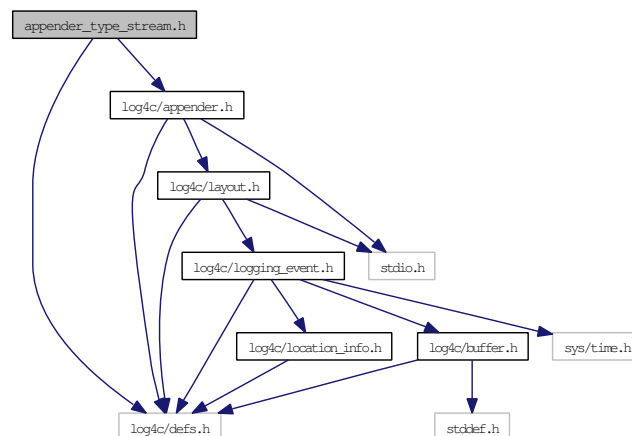 appender_type_stream.h
log4c/appender.h
log4c/layout.h
log4c/logging_event.h
stdio.h
log4c/location_info.h
log4c/buffer.h
sys/time.h
log4c/defs.h
stddef.h